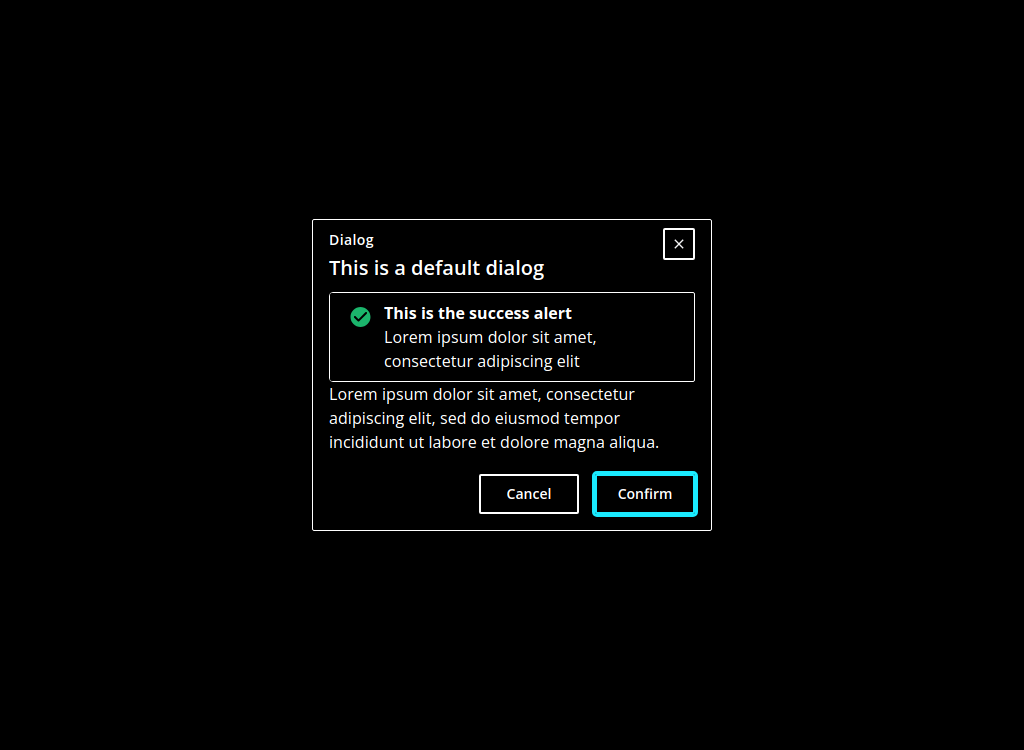 Dialog
This is a default dialog
This is the success alert
Lorem ipsum dolor sit amet,
consectetur adipiscing elit
Lorem ipsum dolor sit amet, consectetur
adipiscing elit, sed do eiusmod tempor
incididunt ut labore et dolore magna aliqua.
Cancel
Confirm